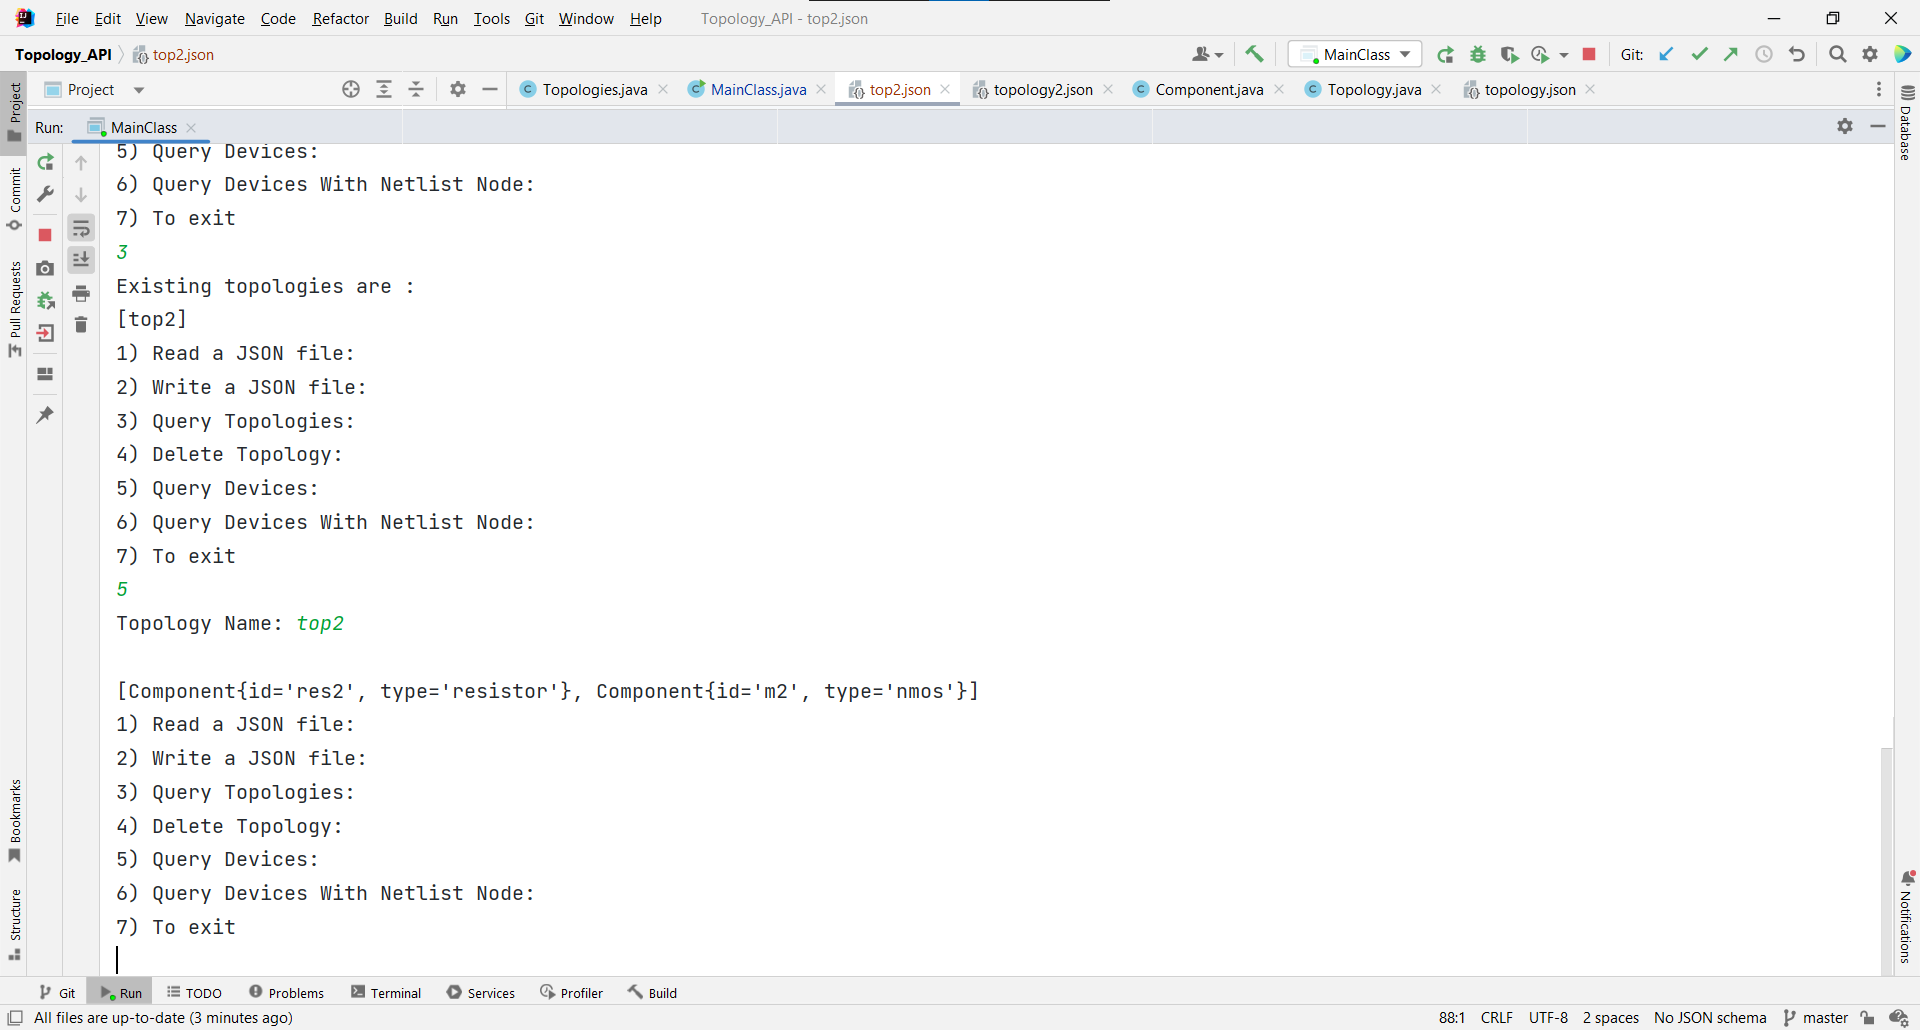 File Edit View Navigate Code Refactor Build Run Tools Git Window Help Topology_API - top2.json
Topology_API top2.json MainClass Git:
Project Topologies.java MainClass.java top2.json topology2.json Component.java Topology.java topology.json
Run: MainClass
Project
Commit
Pull Requests
Bookmarks
Structure
Database
Notifications
5) Query Devices:
6) Query Devices With Netlist Node:
7) To exit
3
Existing topologies are :
[top2]
1) Read a JSON file:
2) Write a JSON file:
3) Query Topologies:
4) Delete Topology:
5) Query Devices:
6) Query Devices With Netlist Node:
7) To exit
5
Topology Name: top2
[Component{id='res2', type='resistor'}, Component{id='m2', type='nmos'}]
1) Read a JSON file:
2) Write a JSON file:
3) Query Topologies:
4) Delete Topology:
5) Query Devices:
6) Query Devices With Netlist Node:
7) To exit
Git Run TODO Problems Terminal Services Profiler Build
All files are up-to-date (3 minutes ago) 88:1 CRLF UTF-8 2 spaces No JSON schema master